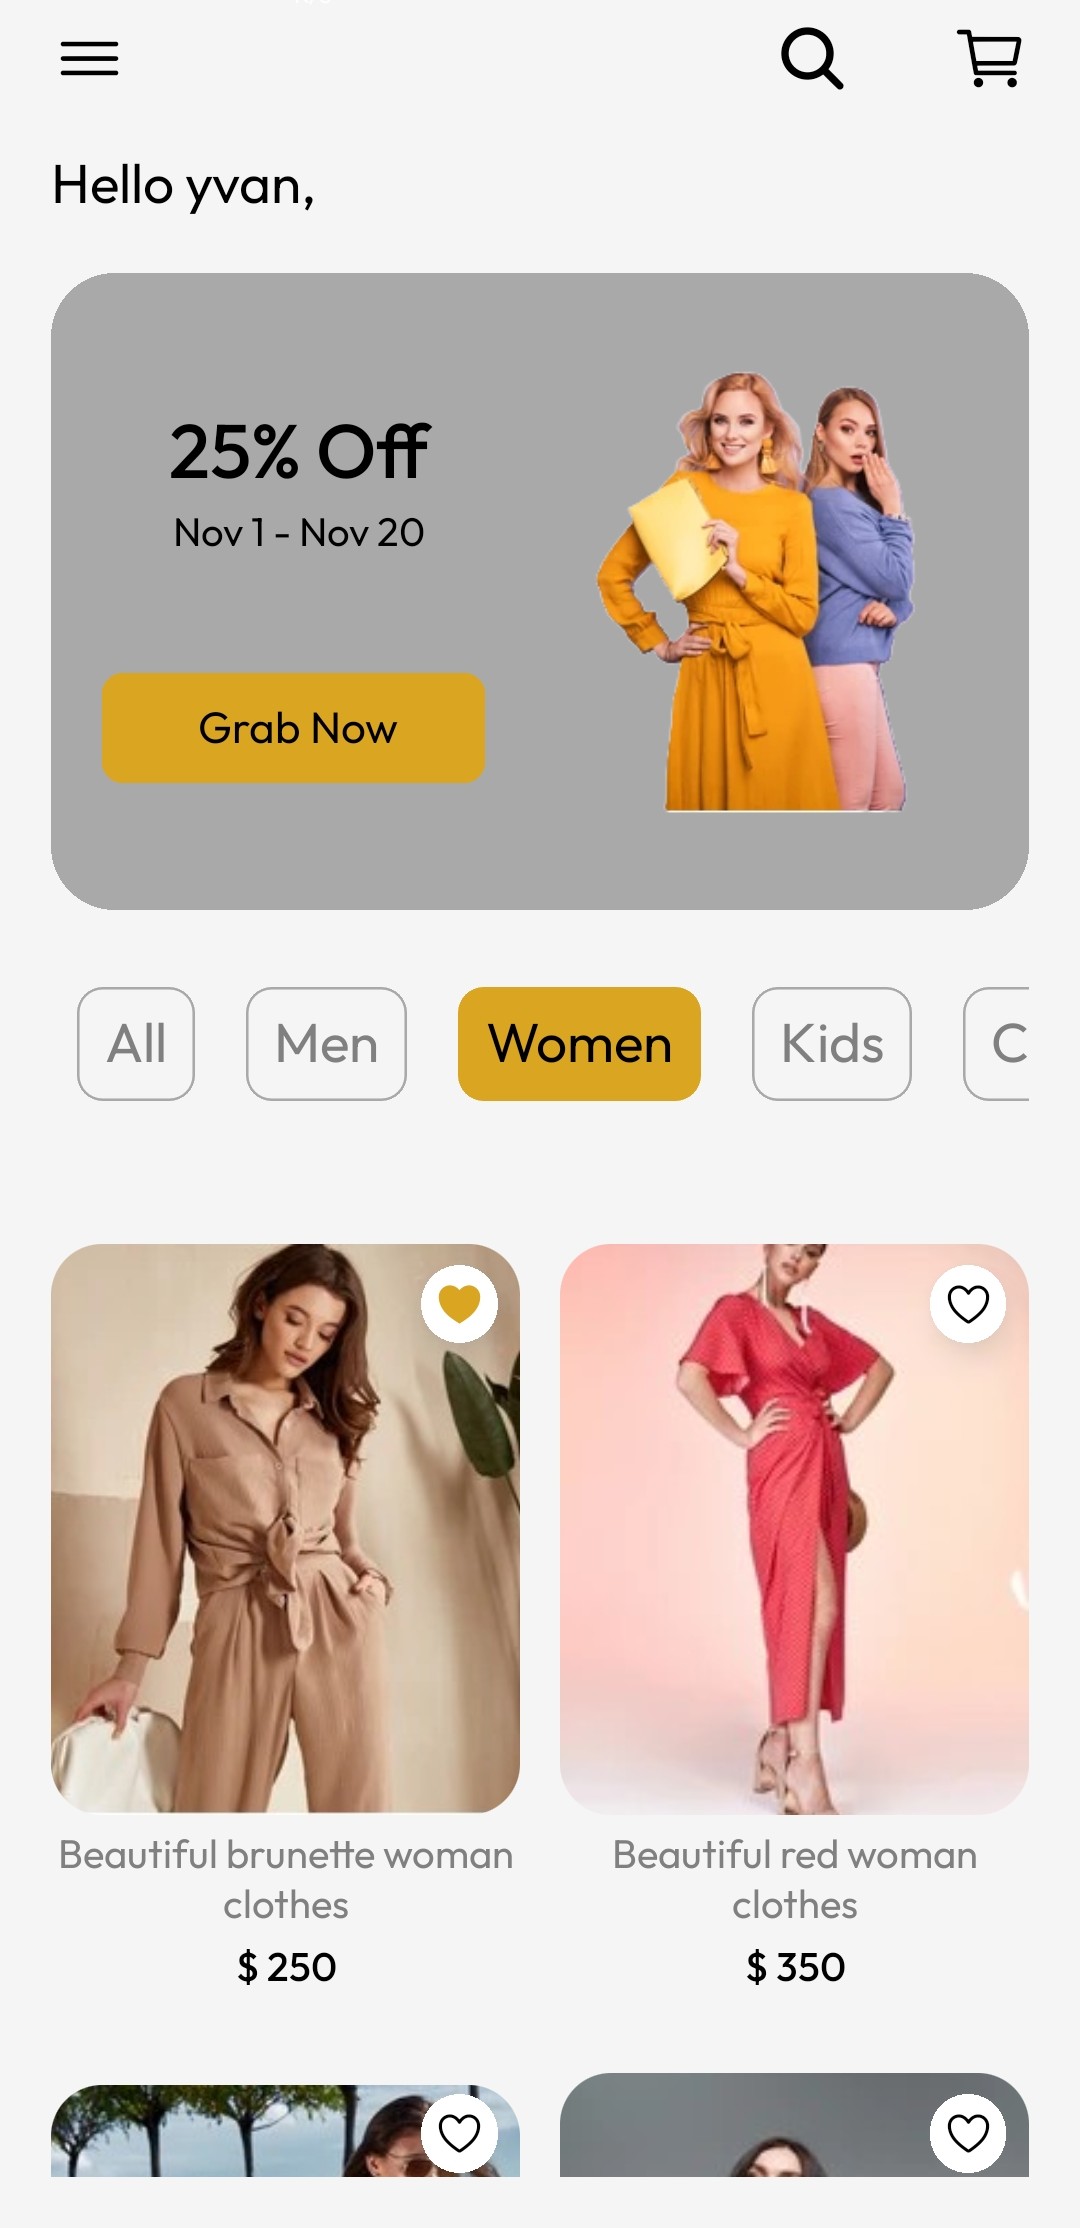 Hello yvan,
25% Off
Nov 1 - Nov 20
Grab Now
All
Men
Women
Kids
C
Beautiful brunette woman
clothes
$ 250
Beautiful red woman
clothes
$ 350